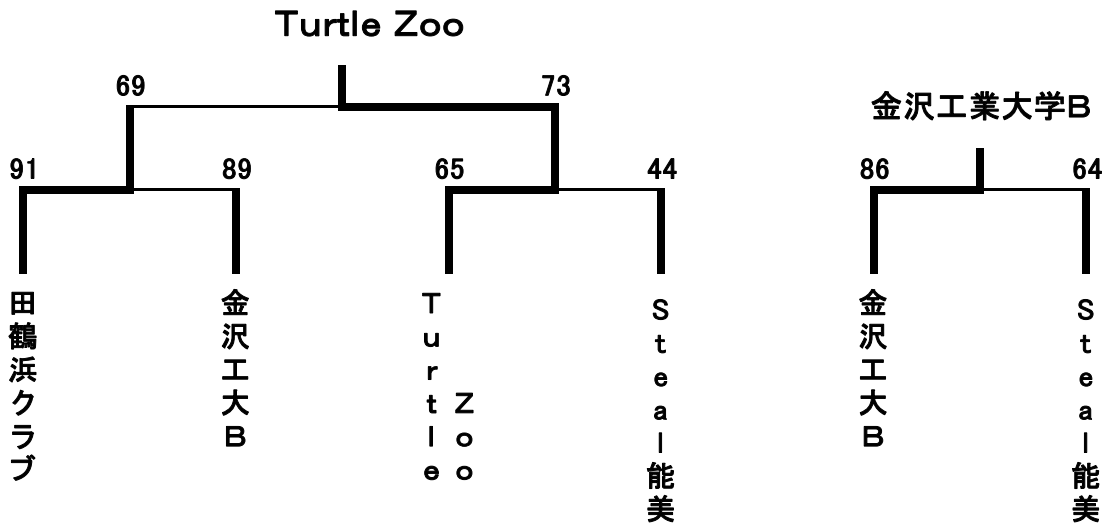 Turtle Zoo
69
73
金沢工業大学B
91
89
65
44
86
64
田鶴浜クラブ
金沢工大B
Turtle
Zoo
Steal能美
金沢工大B
Steal能美